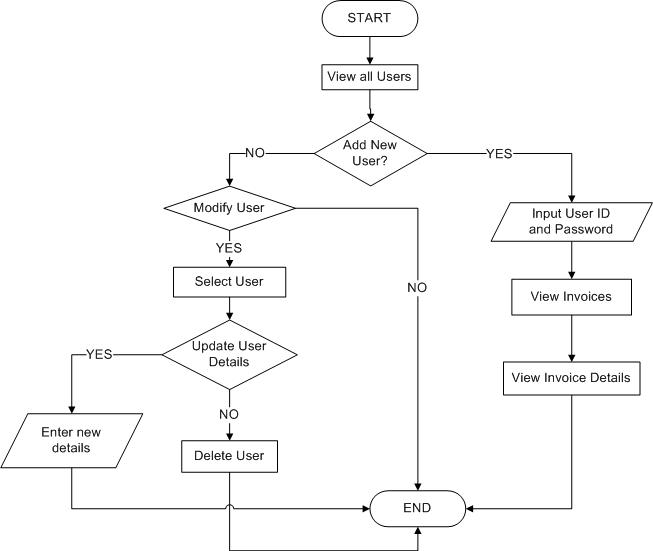 START
View all Users
Add New
User?
NO
YES
Modify User
Input User ID
and Password
YES
Select User
NO
View Invoices
Update User
Details
YES
View Invoice Details
NO
Enter new
details
Delete User
END